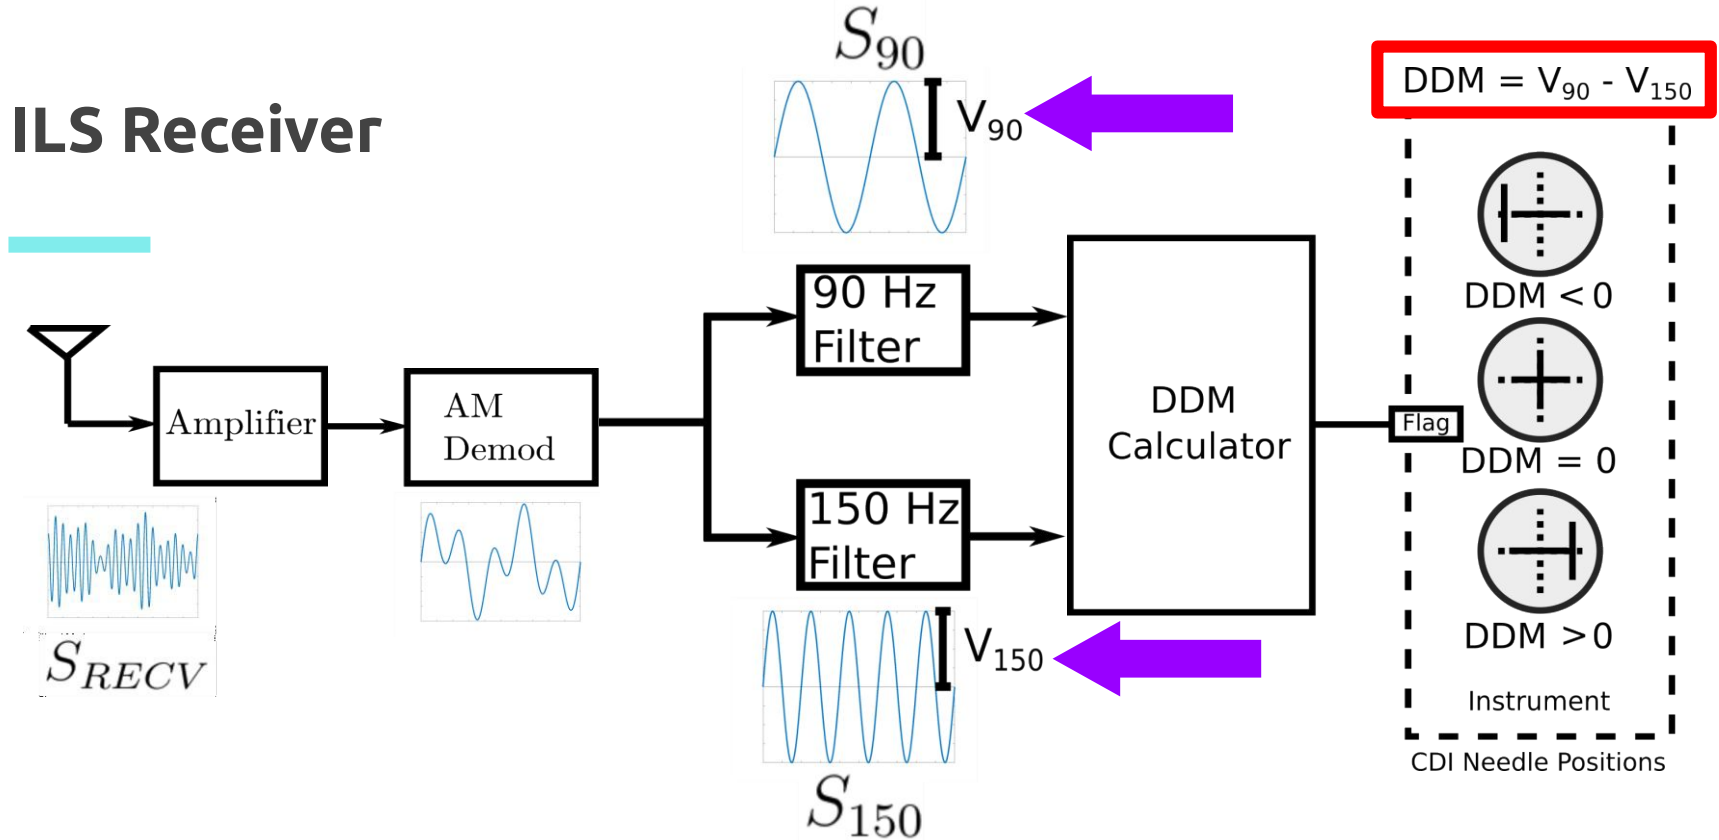 ILS Receiver
S90
V90
DDM = V90 - V150
DDM <0
90 Hz
Filter
Amplifier
AM
Demod
DDM
Calculator
Flag
DDM = 0
150 Hz
Filter
DDM >0
SRECV
V150
Instrument
CDI Needle Positions
S150